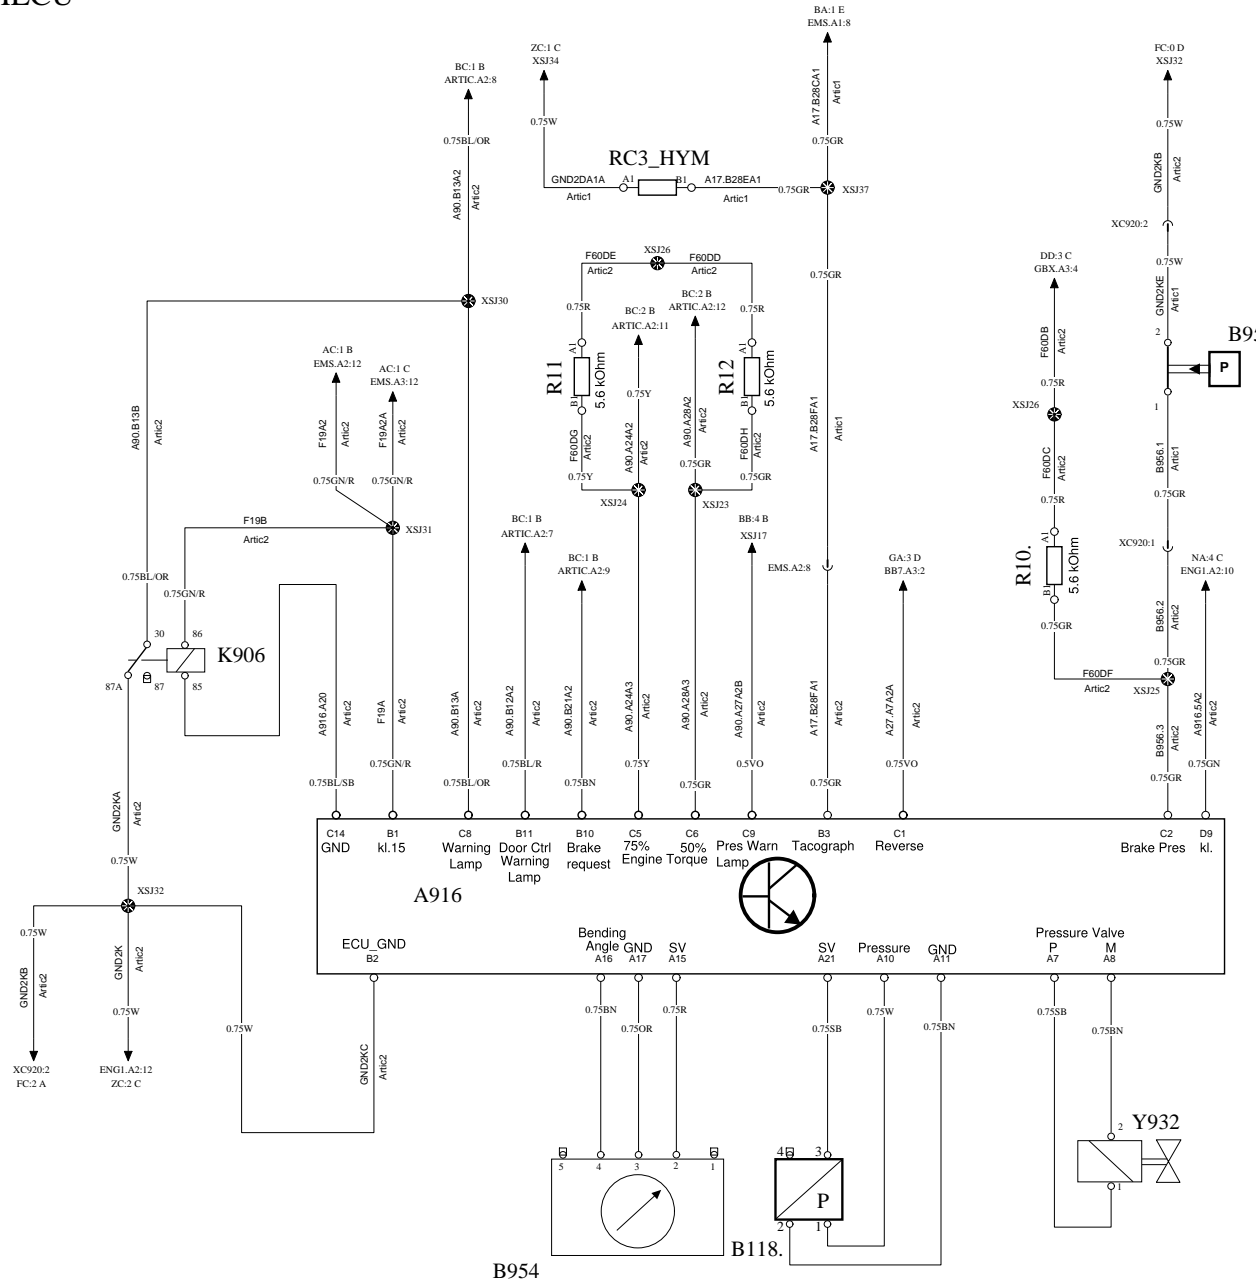 BA:1 E
EMS.A1:8
ZC:1 C
XSJ34
FC:0 D
XSJ32
BC:1 B
ARTIC.A2:8
A17.B28CA1
Artic1
0.75W
0.75W
0.75BL/OR
0.75GR
RC3_HYM
GND2KB
Artic2
A90.B13A2
Artic2
GND2DA1A
A1
B1
A17.B28EA1
Artic1
Artic1
0.75GR
XSJ37
XC920:2
XSJ26
DD:3 C
GBX.A3:4
F60DE
Artic2
F60DD
Artic2
0.75W
0.75GR
GND2KE
Artic1
XSJ30
BC:2 B
ARTIC.A2:12
BC:2 B
ARTIC.A2:11
0.75R
0.75R
F60DB
Artic2
2
AC:1 B
EMS.A2:12
AC:1 C
EMS.A3:12
R11
A1
B1
5.6 kOhm
R12
A1
B1
5.6 kOhm
P
0.75R
0.75Y
XSJ26
1
A90.B13B
Artic2
F19A2
Artic2
F19A2A
Artic2
F60DG
Artic2
A90.A24A2
Artic2
A90.A28A2
Artic2
F60DH
Artic2
A17.B28FA1
Artic1
F60DC
Artic2
B956.1
Artic1
0.75GN/R
0.75GN/R
0.75Y
0.75GR
0.75GR
0.75R
0.75GR
XSJ24
XSJ23
F19B
Artic2
XSJ31
BC:1 B
ARTIC.A2:7
BB:4 B
XSJ17
XC920:1
BC:1 B
ARTIC.A2:9
EMS.A2:8
GA:3 D
BB7.A3:2
R10.
A1
B1
5.6 kOhm
NA:4 C
ENG1.A2:10
0.75BL/OR
0.75GN/R
B956.2
Artic2
0.75GR
30
86
K906
87A
87
85
0.75GR
F60DF
Artic2
XSJ25
A916.A20
Artic2
F19A
Artic2
A90.B13A
Artic2
A90.B12A2
Artic2
A90.B21A2
Artic2
A90.A24A3
Artic2
A90.A28A3
Artic2
A90.A27A2B
Artic2
A17.B28FA1
Artic2
A27.A7A2A
Artic2
B956.3
Artic2
A916.5A2
Artic2
0.75BL/SB
0.75GN/R
0.75BL/OR
0.75BL/R
0.75BN
0.75Y
0.75GR
0.5VO
0.75GR
0.75VO
0.75GR
0.75GN
GND2KA
Artic2
0.75W
C14
B1
C8
B11
B10
C5
C6
C9
B3
C1
C2
D9
GND
kl.15
Warning
Lamp
Door Ctrl
Warning
Lamp
Brake
request
75%
50%
Engine Torque
Pres Warn
Lamp
Tacograph
Reverse
Brake Pres
kl.
XSJ32
A916
0.75W
GND2KB
Artic2
GND2K
Artic2
0.75W
0.75W
ECU_GND
B2
Bending
Angle
A16
GND
A17
SV
A15
SV
A21
Pressure
A10
GND
A11
Pressure Valve
P
A7
M
A8
0.75BN
0.75OR
0.75R
0.75SB
0.75W
0.75BN
0.75SB
0.75BN
XC920:2
FC:2 A
ENG1.A2:12
ZC:2 C
GND2KC
Artic2
Y932
2
1
5
4
3
2
1
4
3
P
2
1
B118.
B954